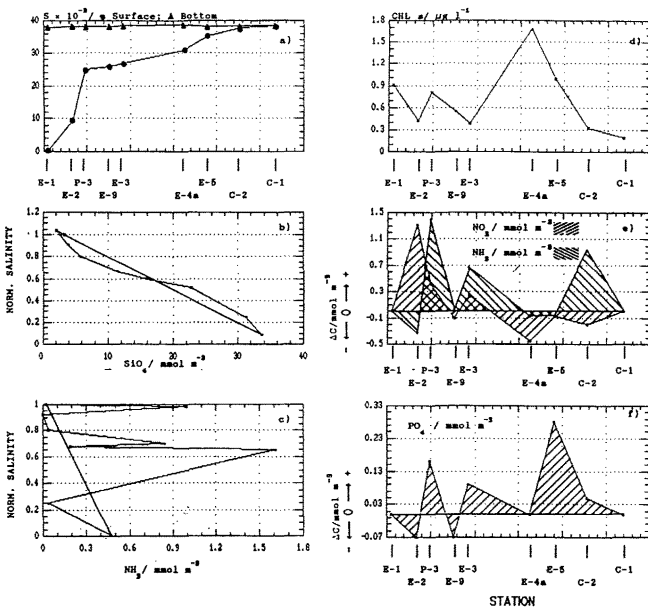 S × 10⁻³/ φ Surface; ▲ Bottom
a)
40
30
20
10
0
E-1 P-3 E-3 E-5 C-1
E-2 E-9 E-4a C-2
CHL a/ μg l⁻¹
d)
1.8
1.5
1.2
0.9
0.6
0.3
0
E-1 P-3 E-3 E-5 C-1
E-2 E-9 E-4a C-2
b)
NORM. SALINITY
1.2
1
0.8
0.6
0.4
0.2
0
0 10 20 30 40
SiO₄/ mmol m⁻³
e)
NO₃/ mmol m⁻³
NH₃/ mmol m⁻³
ΔC/mmol m⁻³
- ← 0 → +
1.5
1.1
0.7
0.3
-0.1
-0.5
E-1 P-3 E-3 E-5 C-1
E-2 E-9 E-4a C-2
c)
NORM. SALINITY
1
0.8
0.6
0.4
0.2
0
0 0.3 0.6 0.9 1.2 1.5 1.8
NH₃/ mmol m⁻³
f)
PO₄ / mmol m⁻³
ΔC/mmol m⁻³
- ← 0 → +
0.33
0.23
0.13
0.03
-0.07
E-1 P-3 E-3 E-5 C-1
E-2 E-9 E-4a C-2
STATION